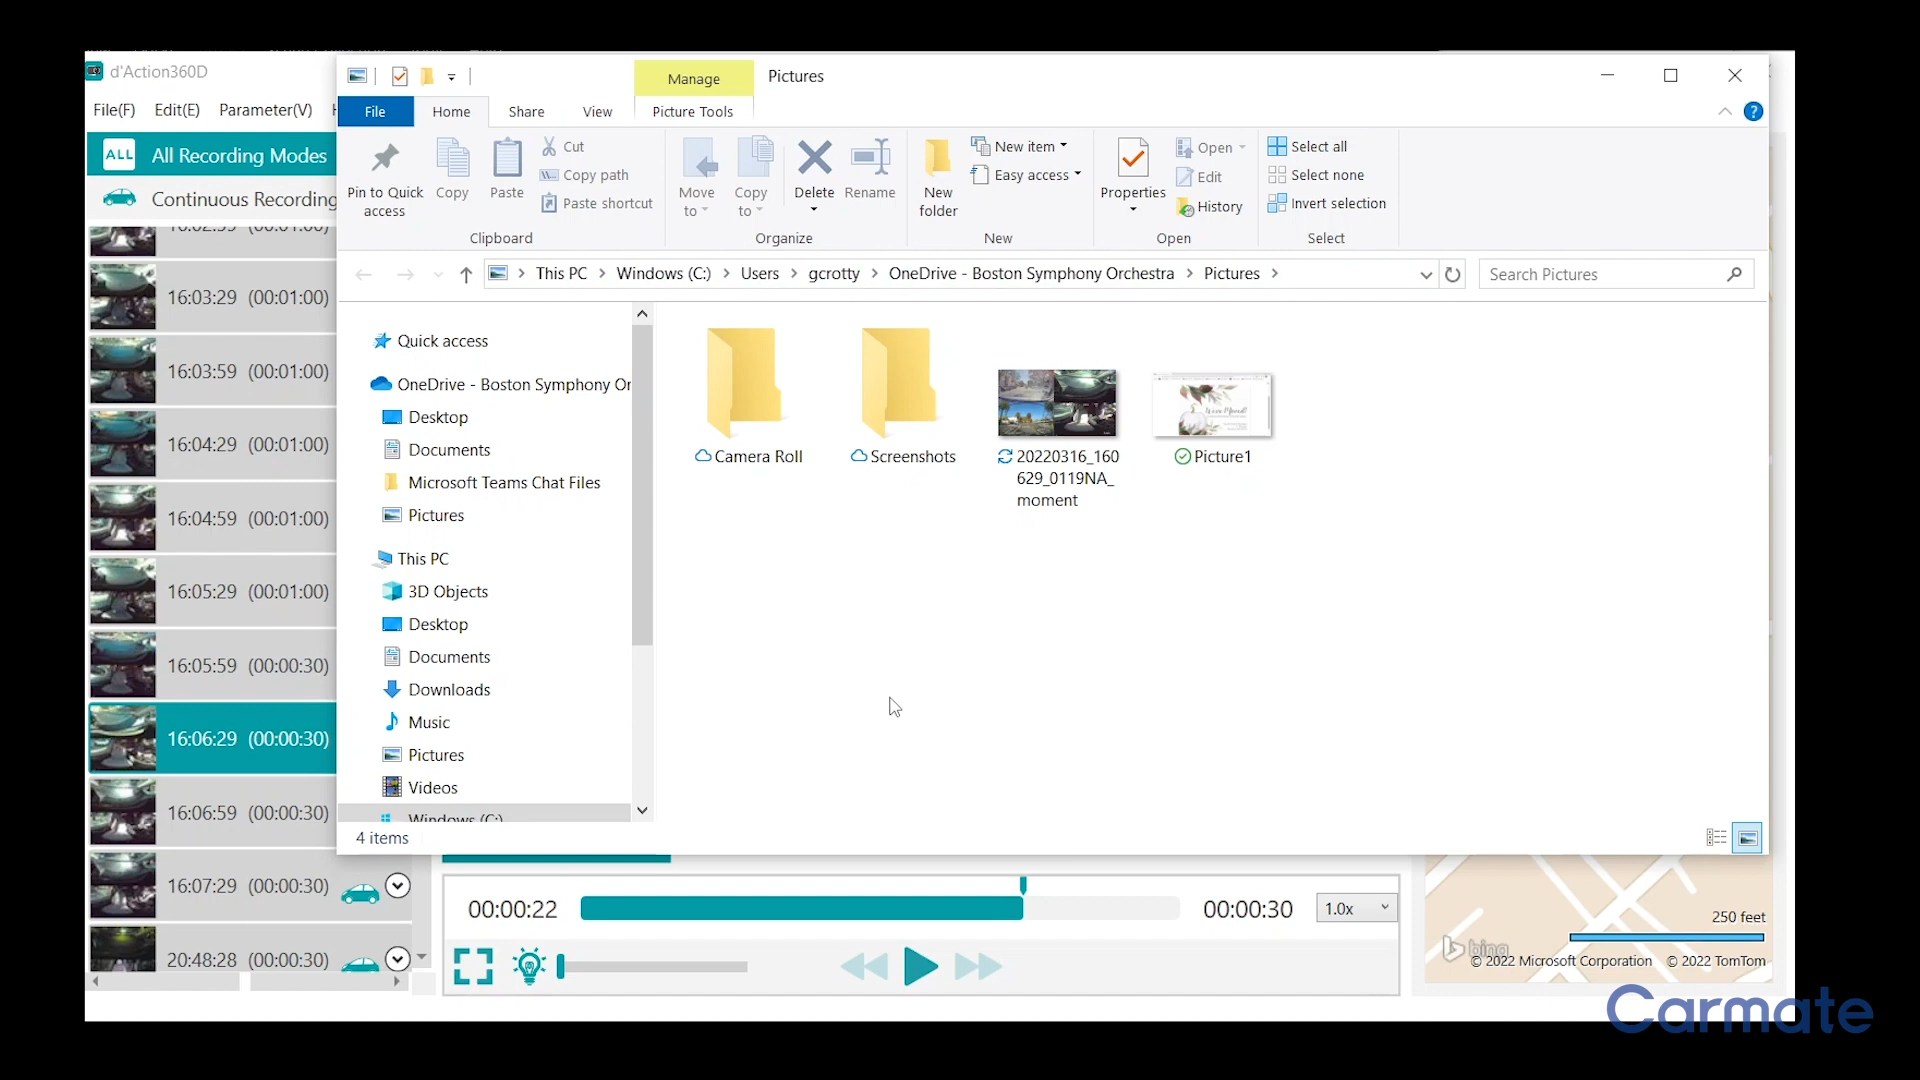 d'Action360D
File(F) Edit(E) Parameter(V)
ALL All Recording Modes
Continuous Recording
16:02:59 (00:01:00)
16:03:29 (00:01:00)
16:03:59 (00:01:00)
16:04:29 (00:01:00)
16:04:59 (00:01:00)
16:05:29 (00:01:00)
16:05:59 (00:00:30)
16:06:29 (00:00:30)
16:06:59 (00:00:30)
16:07:29 (00:00:30)
20:48:28 (00:00:30)
Manage
Pictures
File Home Share View Picture Tools
Pin to Quick access
Copy
Paste
Cut
Copy path
Paste shortcut
Clipboard
Move to
Copy to
Delete
Rename
Organize
New folder
New item
Easy access
New
Properties
Open
Edit
History
Open
Select all
Select none
Invert selection
Select
This PC > Windows (C:) > Users > gcrotty > OneDrive - Boston Symphony Orchestra > Pictures >
Search Pictures
Quick access
OneDrive - Boston Symphony Or
Desktop
Documents
Microsoft Teams Chat Files
Pictures
This PC
3D Objects
Desktop
Documents
Downloads
Music
Pictures
Videos
Windows (C:)
4 items
Camera Roll
Screenshots
20220316_160
629_0119NA_
moment
Picture1
00:00:22
00:00:30
1.0x
250 feet
bing
© 2022 Microsoft Corporation © 2022 TomTom
Carmate